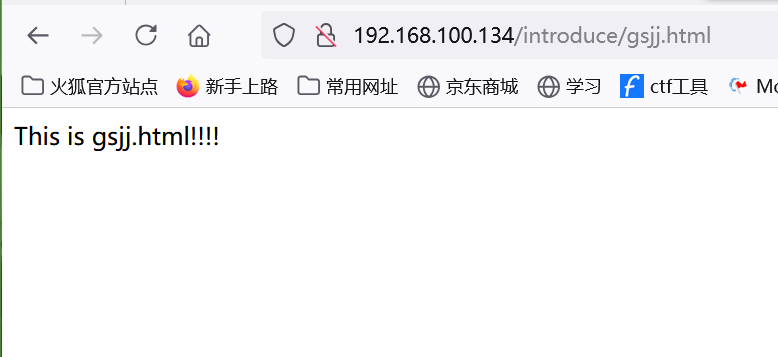 192.168.100.134/introduce/gsjj.html
火狐官方站点 新手上路 常用网址 京东商城 学习 ctf工具
This is gsjj.html!!!!